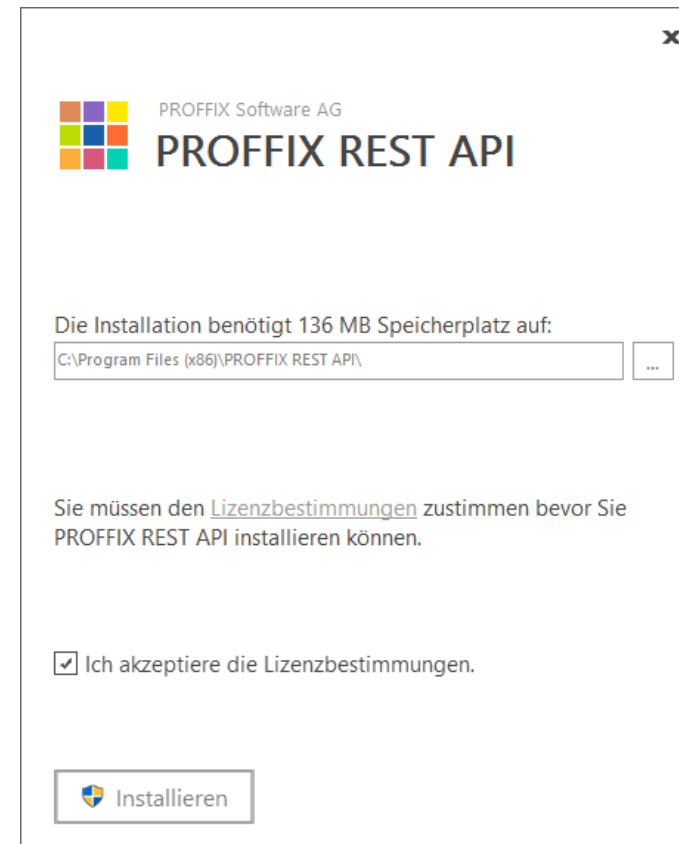 PROFFIX Software AG
PROFFIX REST API
Die Installation benötigt 136 MB Speicherplatz auf:
C:\Program Files (x86)\PROFFIX REST API\
...
Sie müssen den Lizenzbestimmungen zustimmen bevor Sie
PROFFIX REST API installieren können.
Ich akzeptiere die Lizenzbestimmungen.
Installieren